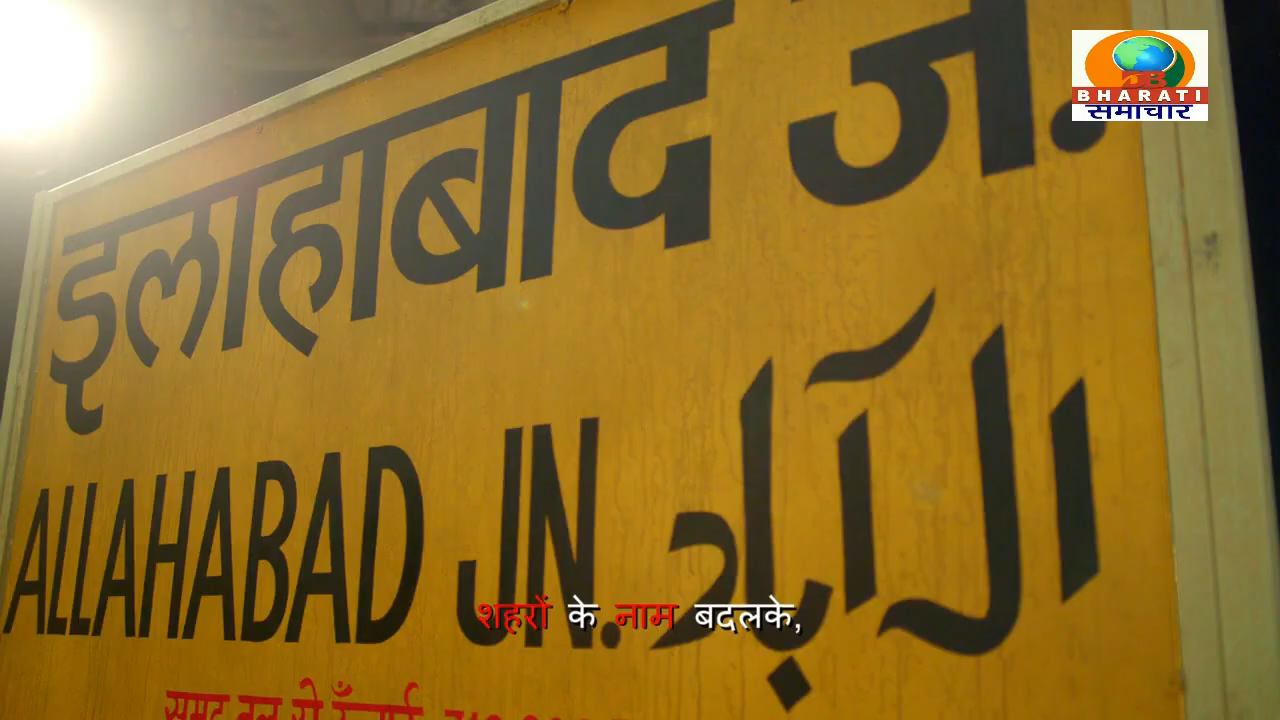 इलाहाबाद जं.
BHARATI
समाचार
ALLAHABAD JN.
الہ آباد
शहरों के नाम बदलके,